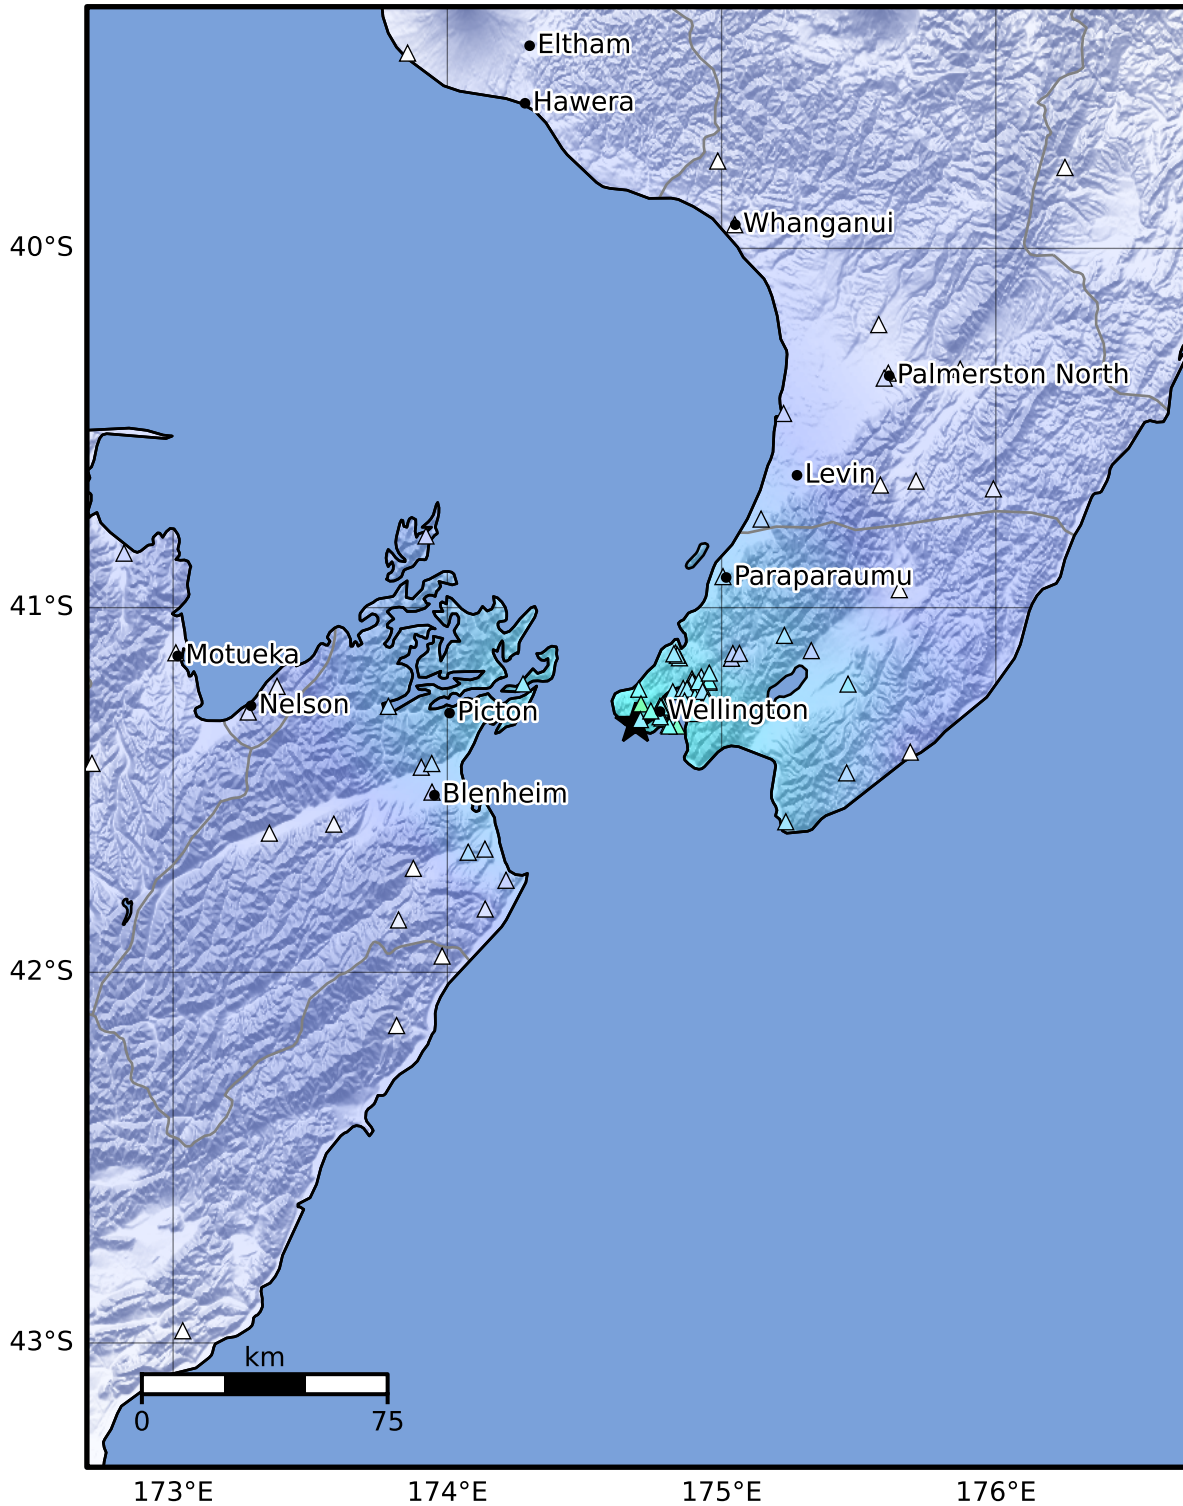 Eltham
Hawera
Whanganui
40°S
Palmerston North
Levin
Paraparaumu
41°S
Motueka
Nelson
Picton
Wellington
Blenheim
42°S
43°S
km
0
75
173°E
174°E
175°E
176°E